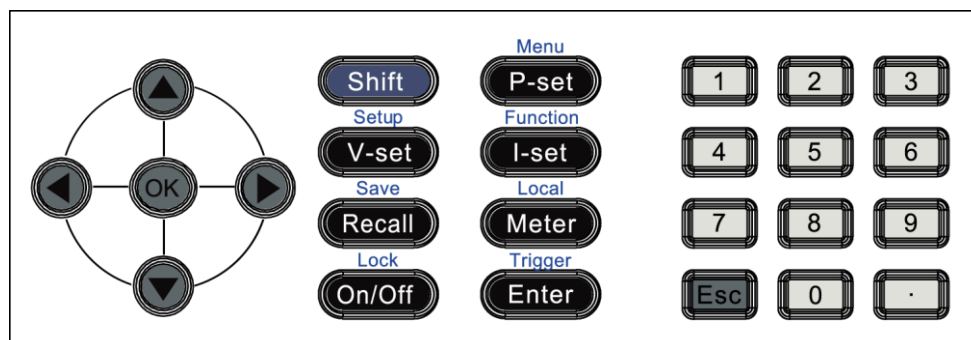 Menu
Shift P-set 1 2 3
Setup Function
V-set I-set 4 5 6
Save Local
OK
Recall Meter 7 8 9
Lock Trigger
On/Off Enter Esc 0 .